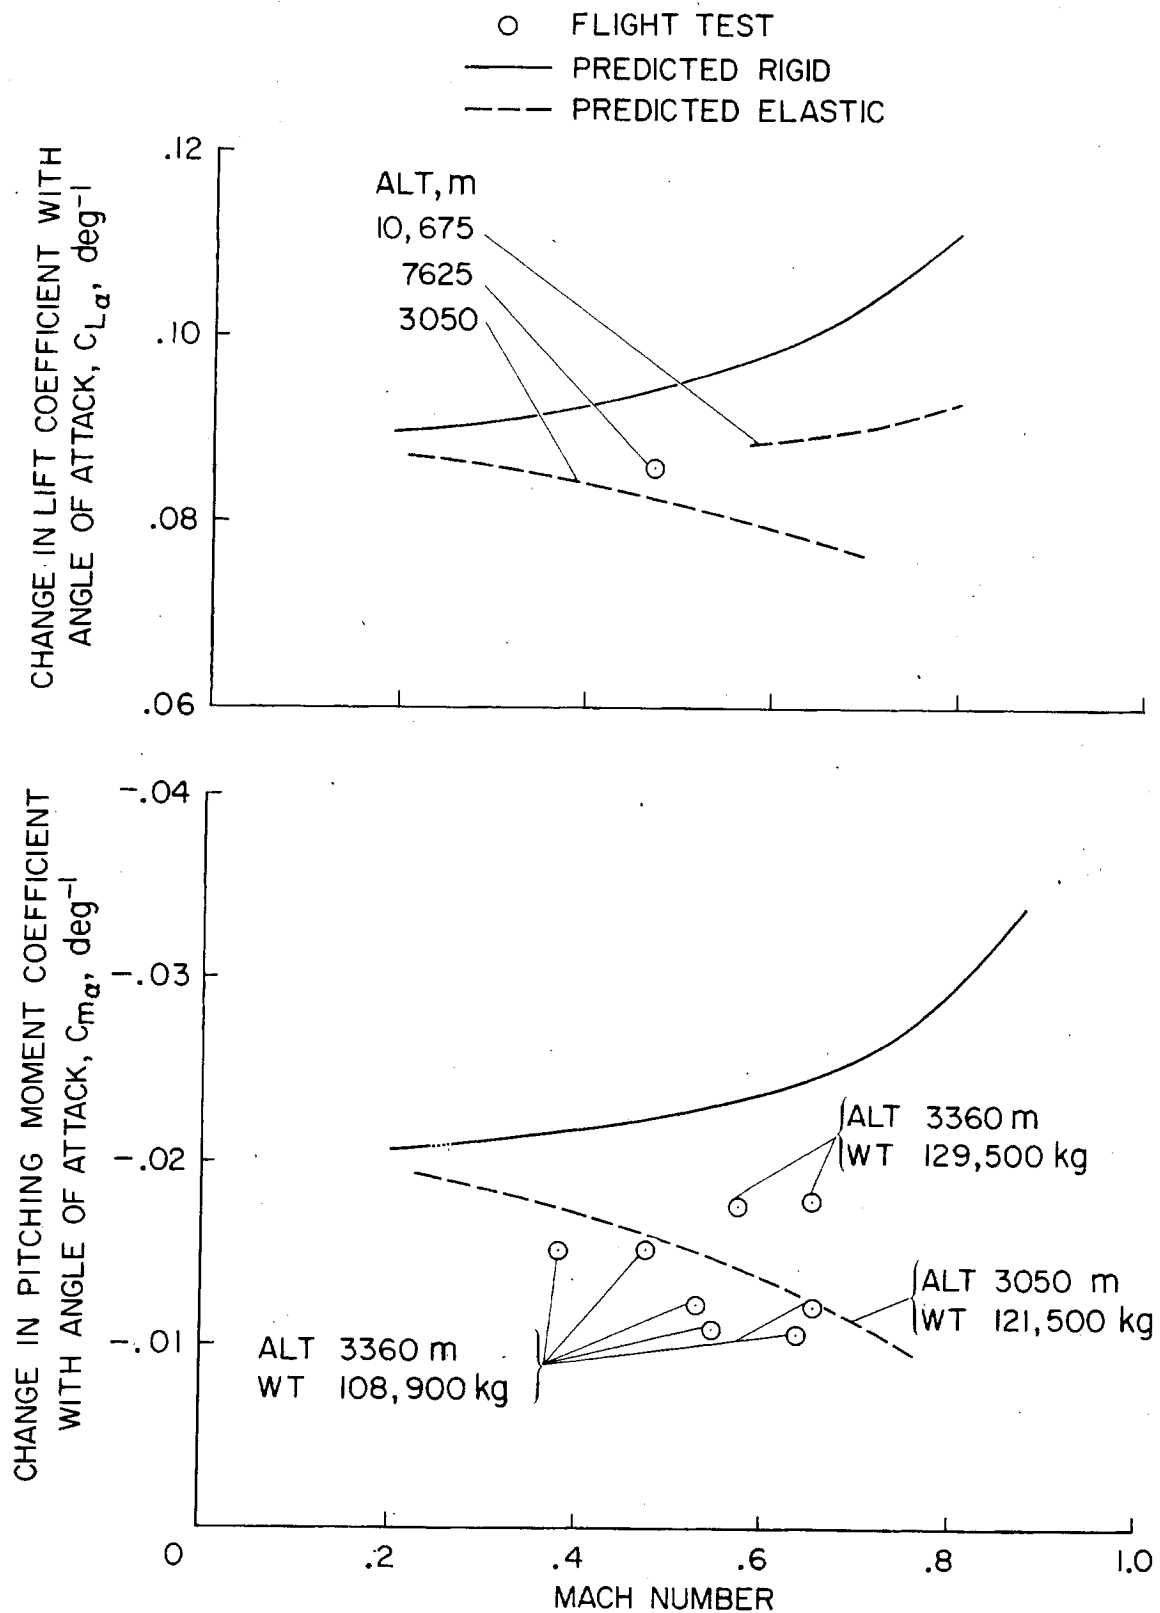 FLIGHT TEST
PREDICTED RIGID
PREDICTED ELASTIC
CHANGE IN LIFT COEFFICIENT WITH
ANGLE OF ATTACK, CLα, deg⁻¹
.12
.10
.08
.06
ALT, m
10,675
7625
3050
CHANGE IN PITCHING MOMENT COEFFICIENT
WITH ANGLE OF ATTACK, Cmα, deg⁻¹
-.04
-.03
-.02
-.01
ALT 3360 m
WT 129,500 kg
ALT 3050 m
WT 121,500 kg
ALT 3360 m
WT 108,900 kg
0 .2 .4 .6 .8 1.0
MACH NUMBER